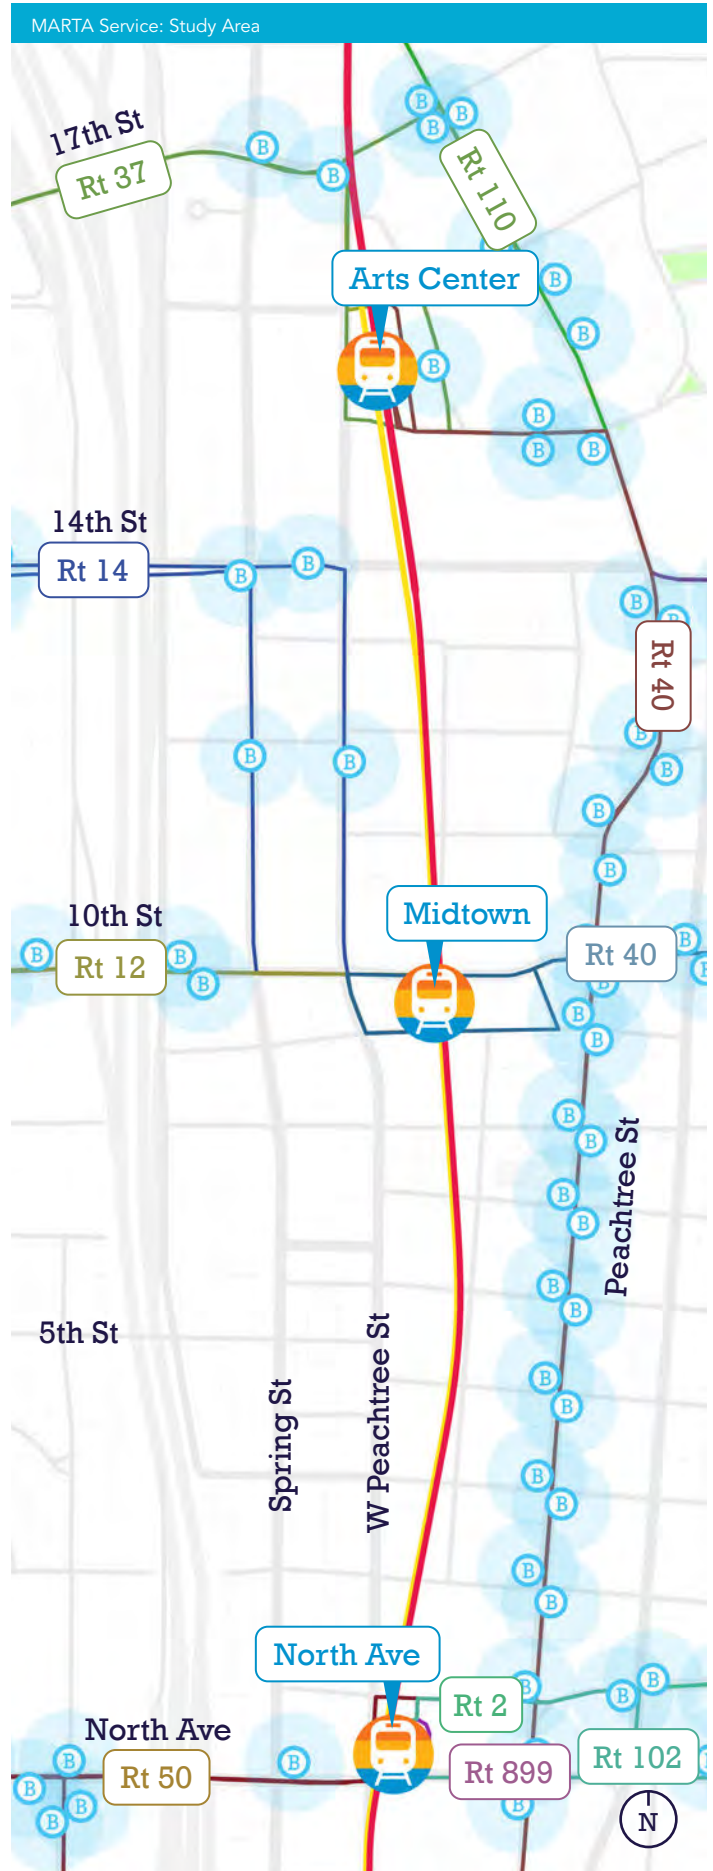 MARTA Service: Study Area
B
B
B
17th St
B
Rt 37
B
Rt 110
Arts Center
B
B
B
B
B
B
14th St
B
Rt 14
B
B
B
Rt 40
B
B
B
B
B
B
Midtown
10th St
B
B
B
Rt 12
Rt 40
B
B
B
B
B
B
B
Peachtree St
B
B
B
B
5th St
W Peachtree St
B
B
Spring St
B
B
B
B
North Ave
B
B
B
Rt 2
North Ave
B
B
Rt 50
Rt 899
Rt 102
B
B
B
B
N